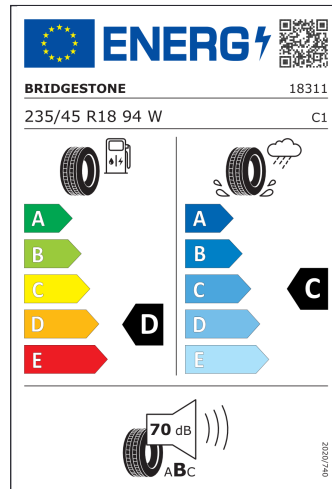 ENERG
BRIDGESTONE 18311
235/45 R18 94 W C1
A A
B B
C C C
D D D
E E
70 dB
ABC
2020/740